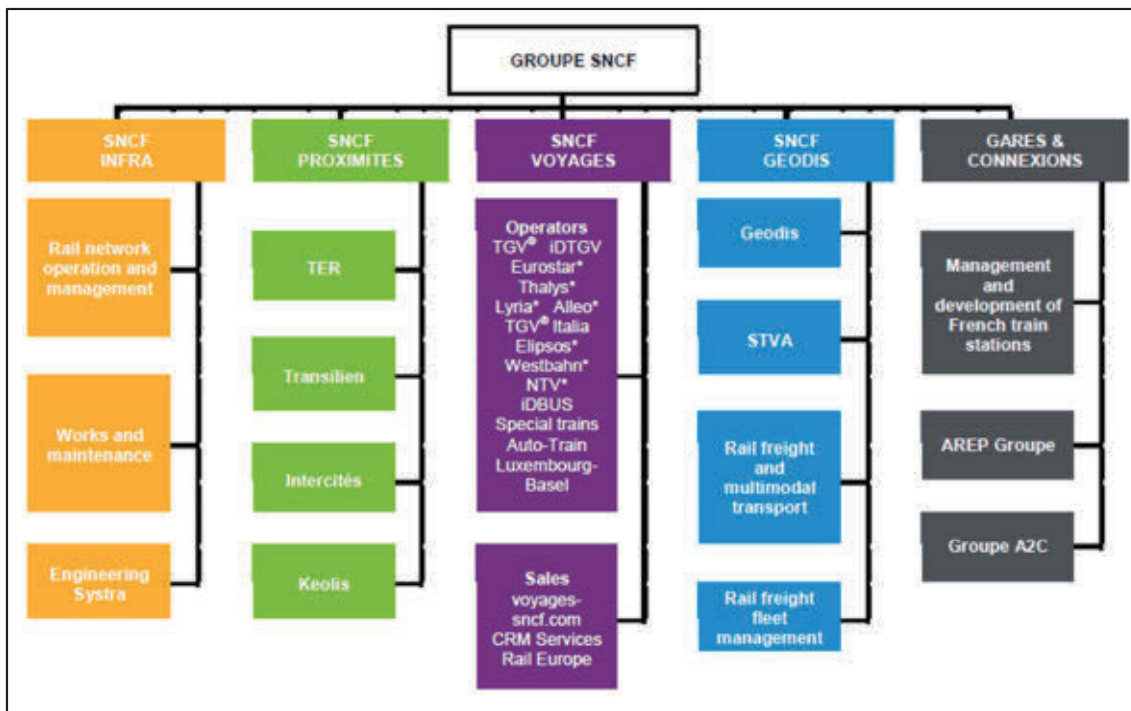 GROUPE SNCF
SNCF
INFRA
Rail network
operation and
management
Works and
maintenance
Engineering
Systra
SNCF
PROXIMITES
TER
Transilien
Intercités
Keolis
SNCF
VOYAGES
Operators
TGV® iDTGV
Eurostar*
Thalys*
Lyria* Alleo*
TGV® Italia
Elipsos*
Westbahn*
NTV*
iDBUS
Special trains
Auto-Train
Luxembourg-
Basel
Sales
voyages-
sncf.com
CRM Services
Rail Europe
SNCF
GEODIS
Geodis
STVA
Rail freight
and
multimodal
transport
Rail freight
fleet
management
GARES &
CONNEXIONS
Management
and
development of
French train
stations
AREP Groupe
Groupe A2C